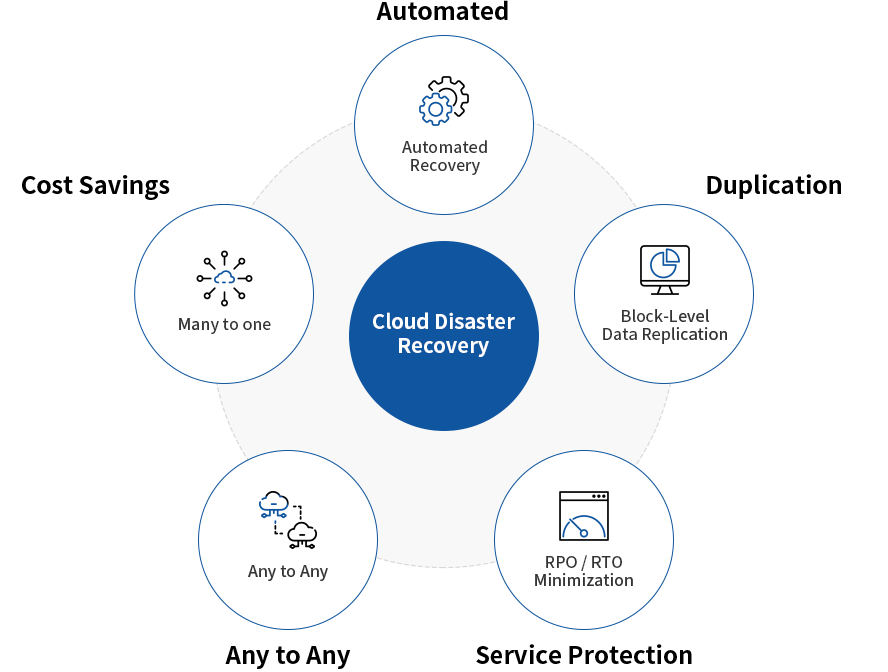 Automated
Automated
Recovery
Cost Savings
Duplication
Many to one
Block-Level
Data Replication
Cloud Disaster
Recovery
Any to Any
RPO / RTO
Minimization
Any to Any
Service Protection